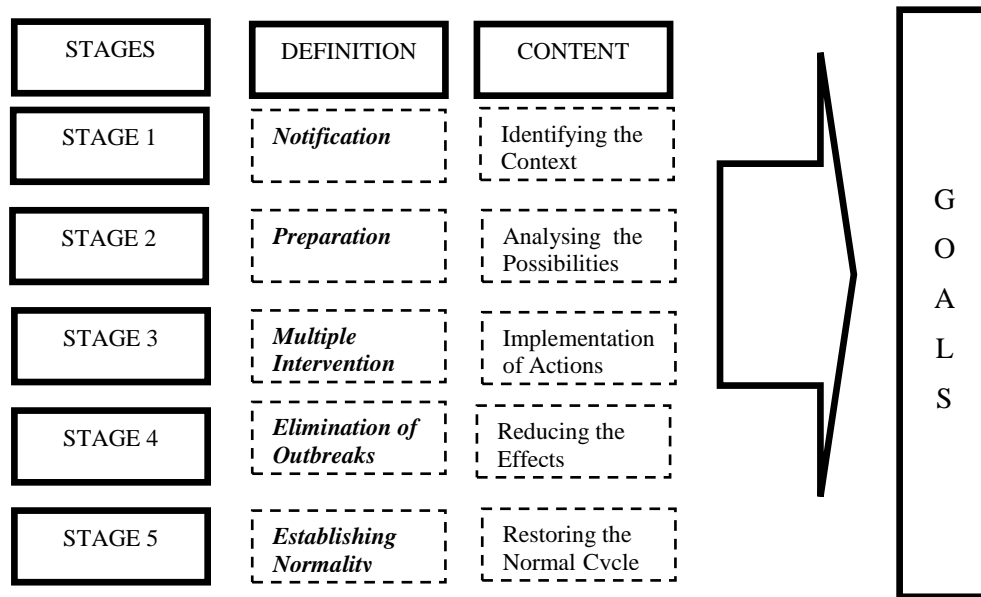 STAGES
DEFINITION
CONTENT
STAGE 1
Notification
Identifying the
Context
STAGE 2
Preparation
Analysing the
Possibilities
STAGE 3
Multiple
Intervention
Implementation
of Actions
STAGE 4
Elimination of
Outbreaks
Reducing the
Effects
STAGE 5
Establishing
Normality
Restoring the
Normal Cycle
G
O
A
L
S